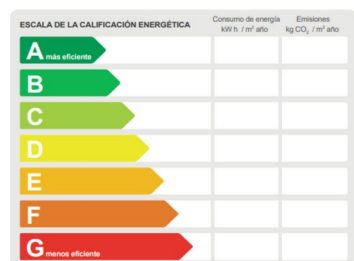 ESCALA DE LA CALIFICACIÓN ENERGÉTICA
Consumo de energía
kW h / m² año
Emisiones
kg CO₂ / m² año
A más eficiente
B
C
D
E
F
G menos eficiente